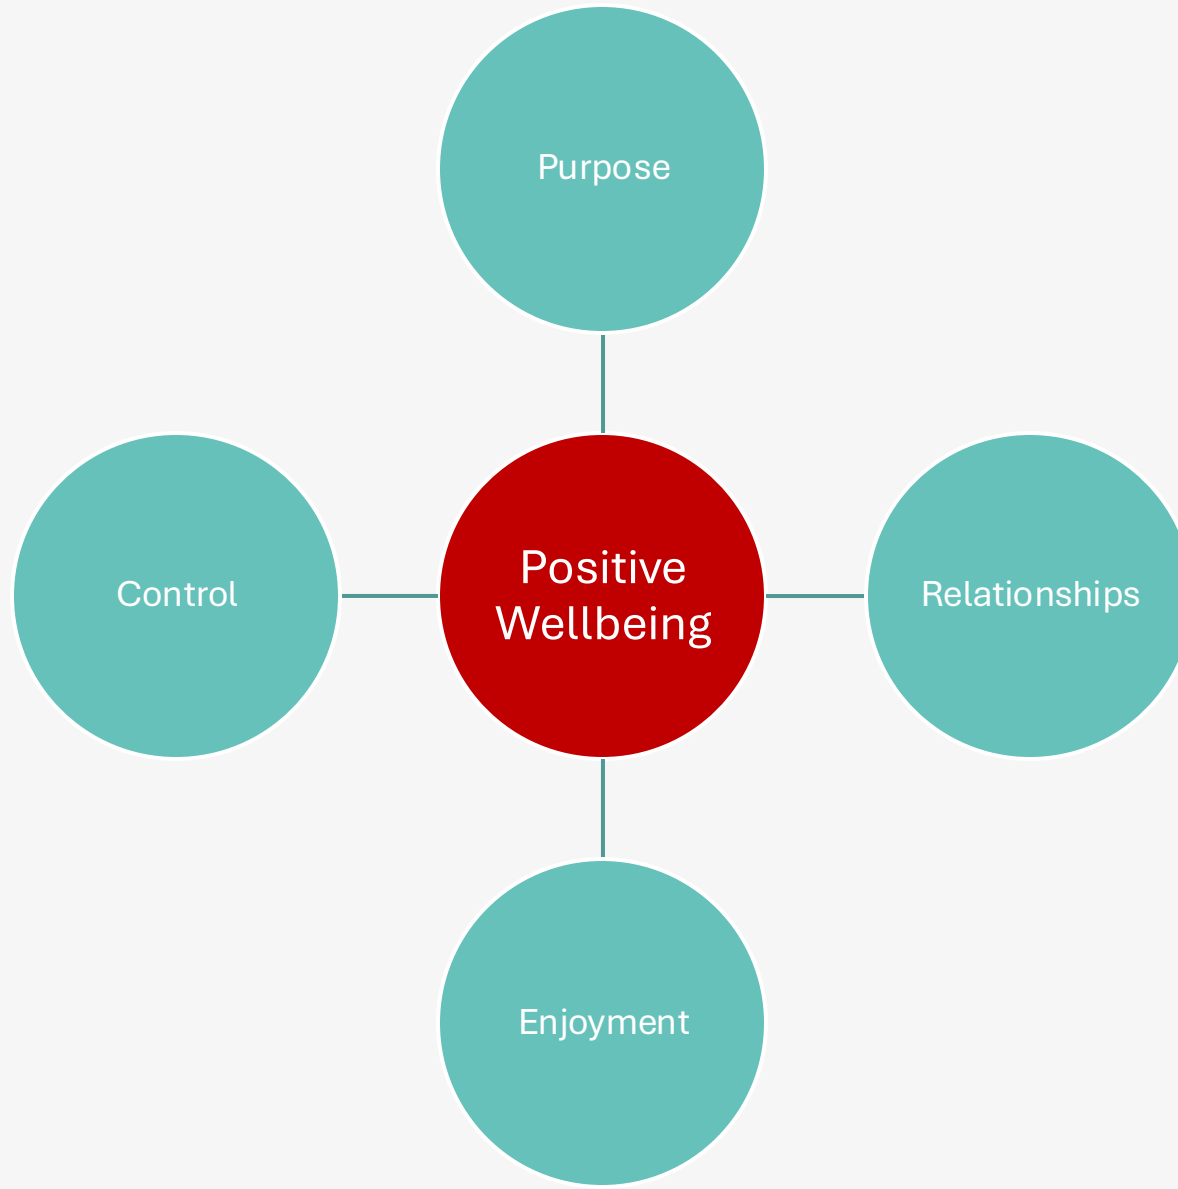 Purpose
Control
Positive
Wellbeing
Relationships
Enjoyment